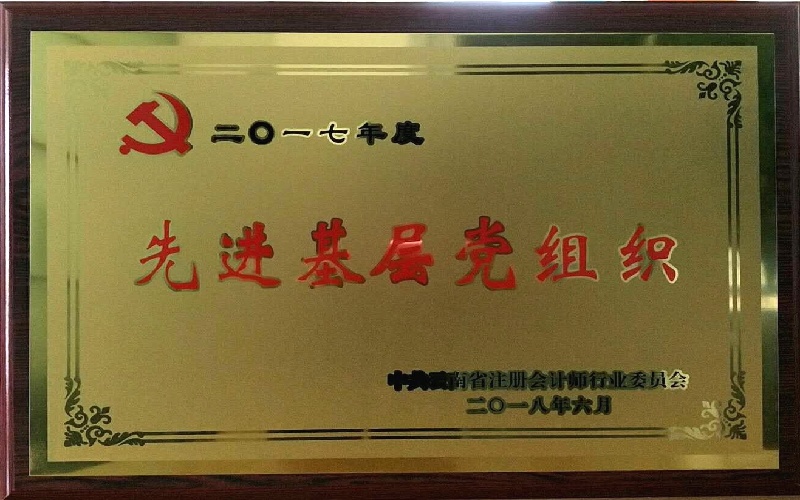 二〇一七年度
先进基层党组织
中共云南省注册会计师行业委员会
二〇一八年六月